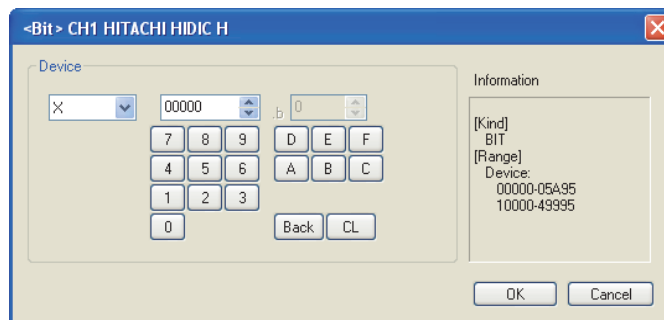 <Bit> CH1 HITACHI HIDIC H
Device
X 00000 .b 0
7 8 9 D E F
4 5 6 A B C
1 2 3
0 Back CL
Information
[Kind]
BIT
[Range]
Device:
00000-05A95
10000-49995
OK Cancel